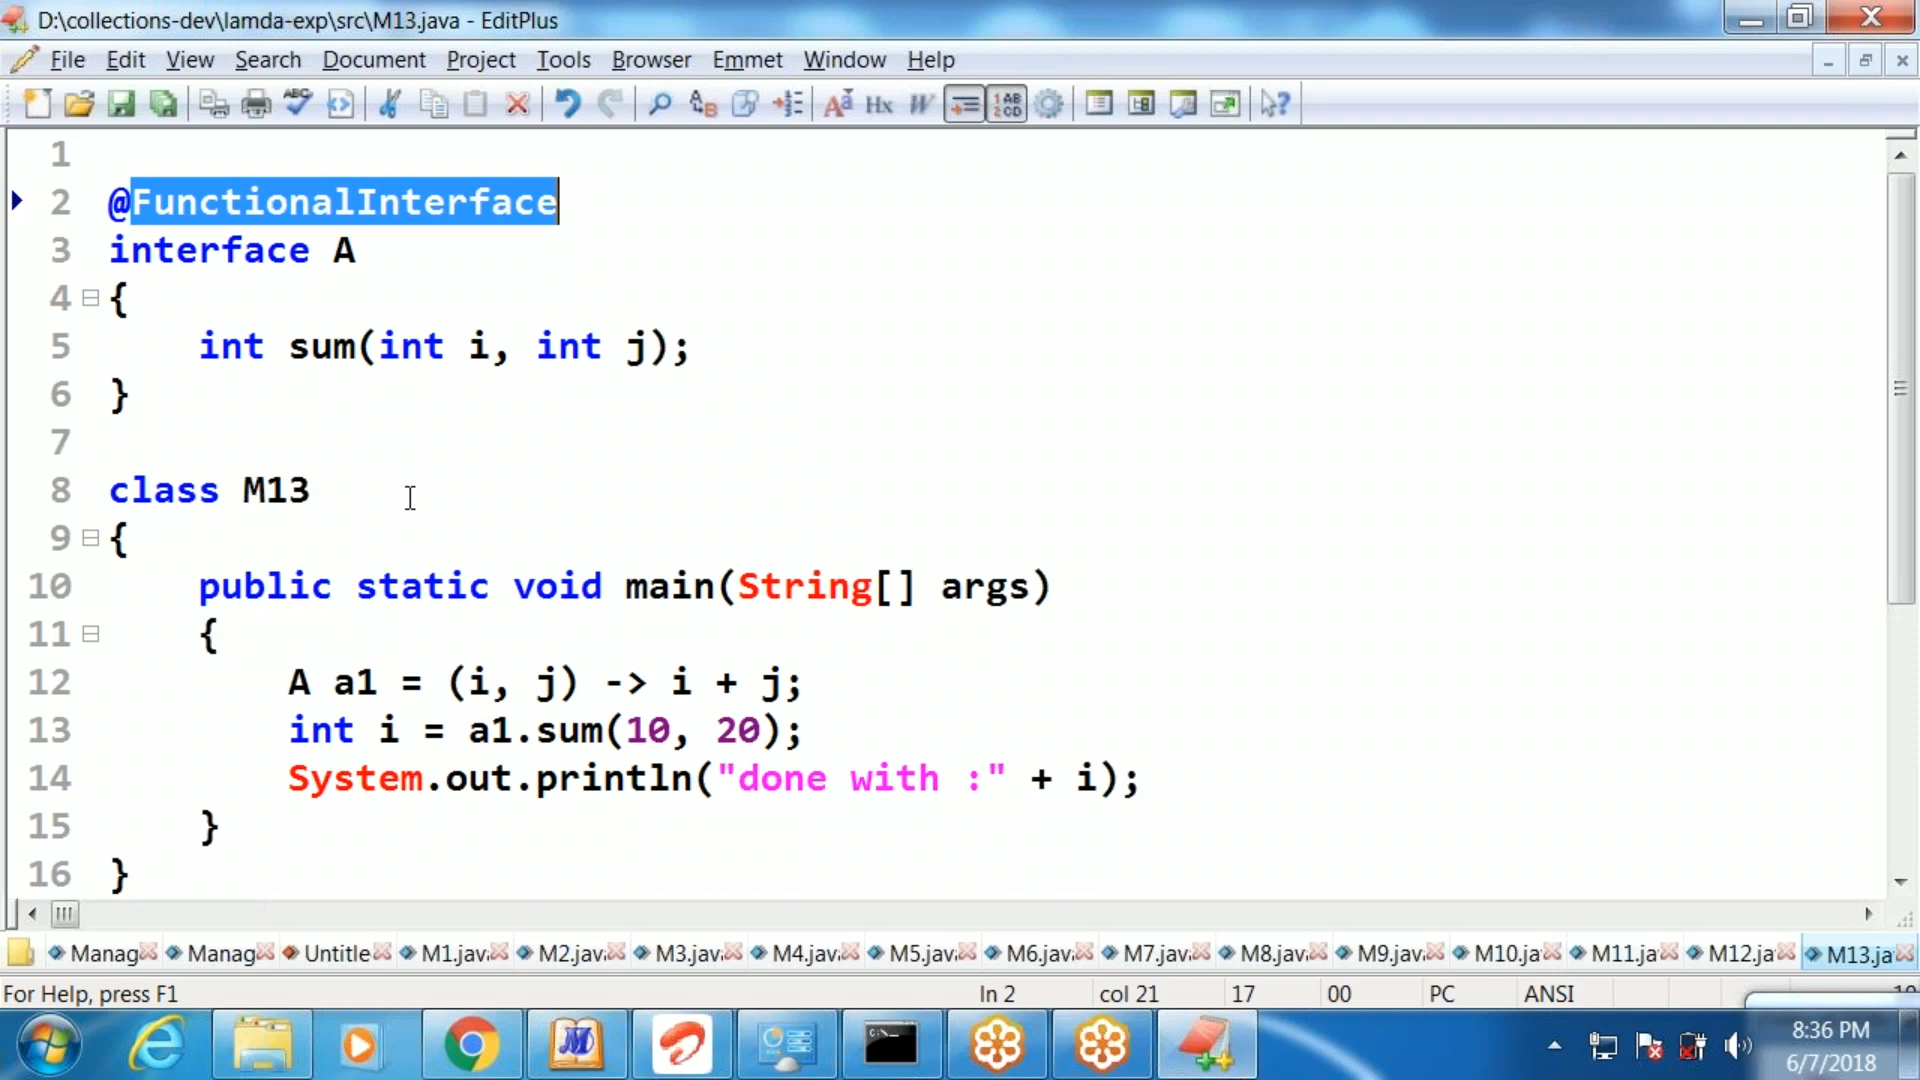 D:\collections-dev\lamda-exp\src\M13.java - EditPlus
File Edit View Search Document Project Tools Browser Emmet Window Help
1
2 @FunctionalInterface
3 interface A
4 {
5 int sum(int i, int j);
6 }
7
8 class M13
9 {
10 public static void main(String[] args)
11 {
12 A a1 = (i, j) -> i + j;
13 int i = a1.sum(10, 20);
14 System.out.println("done with :" + i);
15 }
16 }
Manag Manag Untitle M1.jav M2.jav M3.jav M4.jav M5.jav M6.jav M7.jav M8.jav M9.jav M10.ja M11.ja M12.ja M13.ja
For Help, press F1 ln 2 col 21 17 00 PC ANSI
8:36 PM
6/7/2018